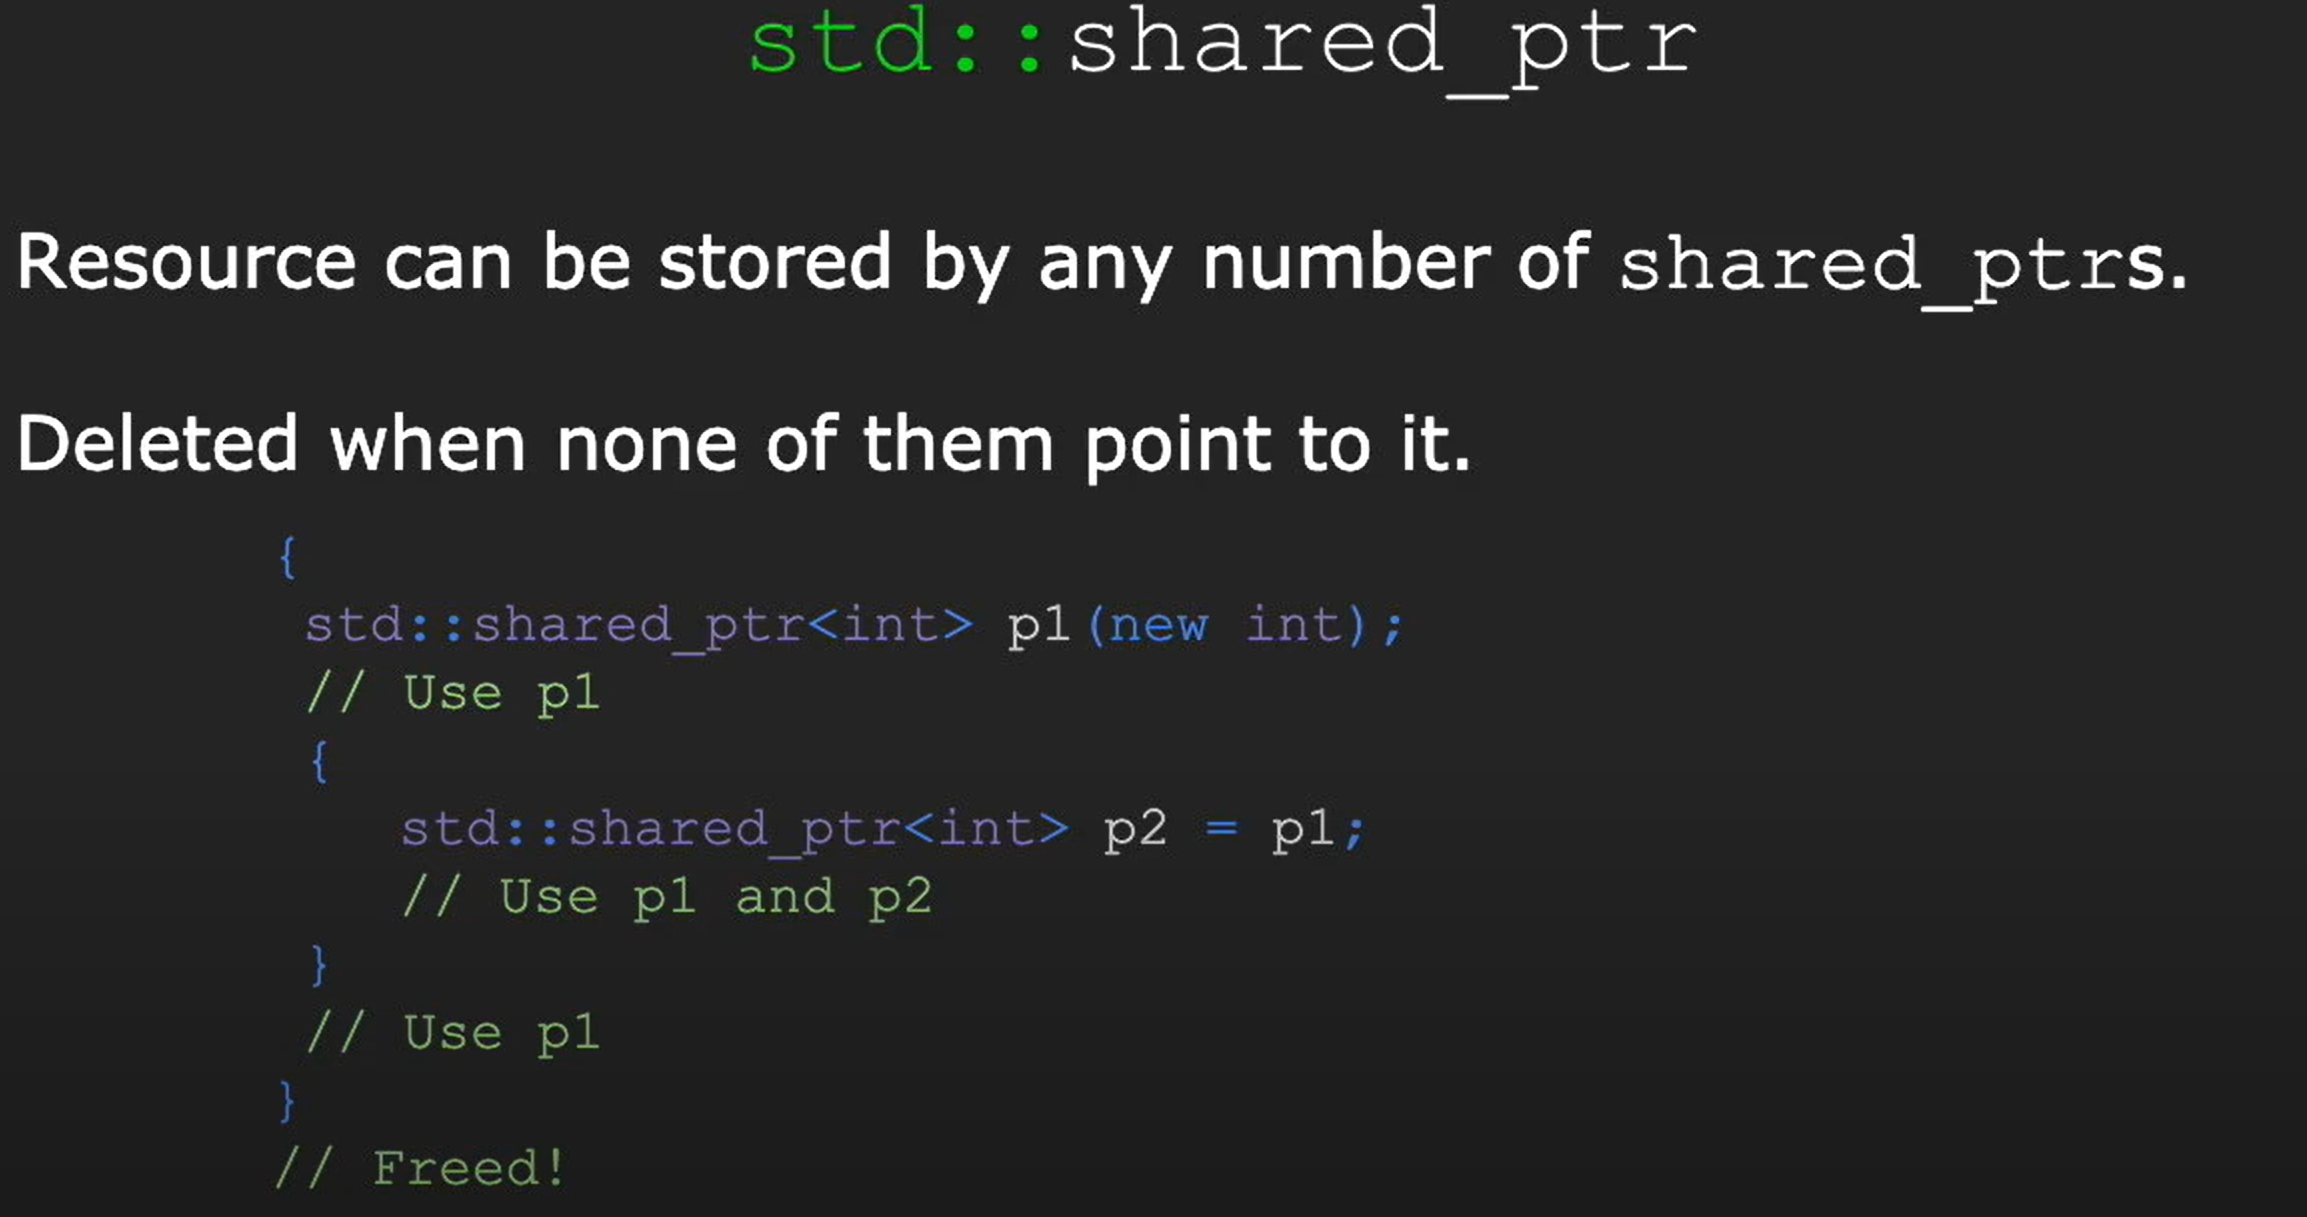 std::shared_ptr
Resource can be stored by any number of shared_ptrs.
Deleted when none of them point to it.
{
std::shared_ptr<int> p1(new int);
// Use p1
{
std::shared_ptr<int> p2 = p1;
// Use p1 and p2
}
// Use p1
}
// Freed!